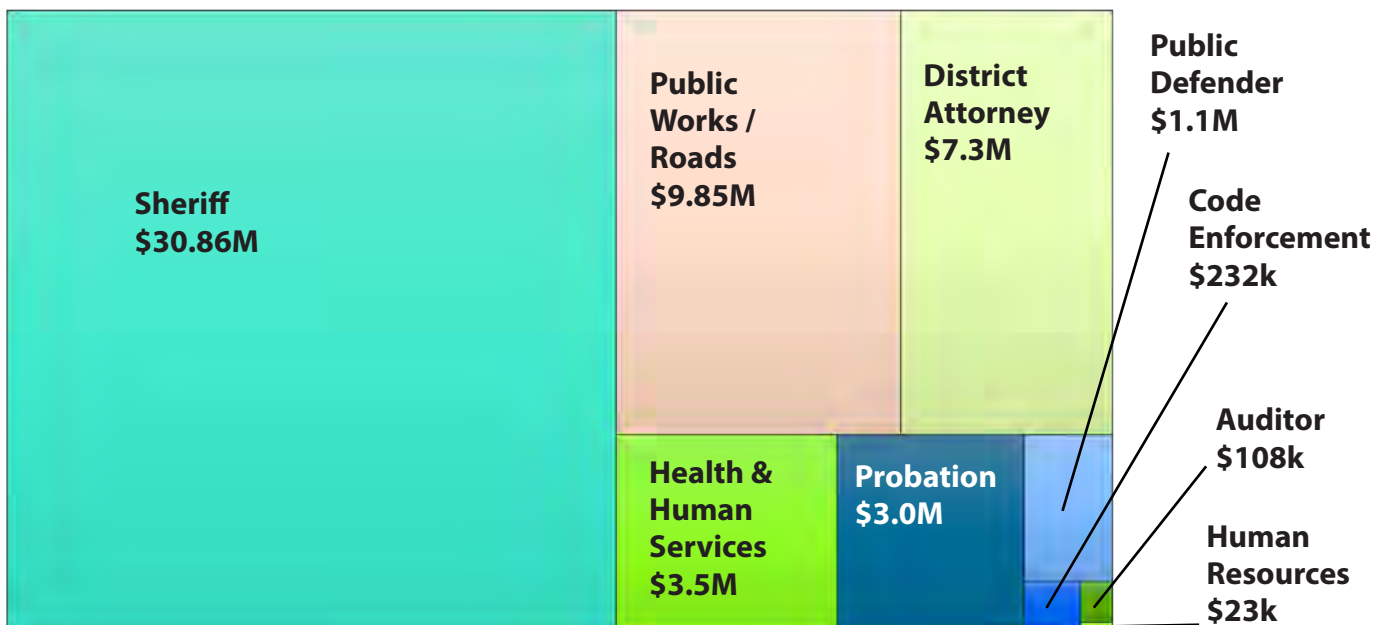 Sheriff
$30.86M
Public
Works /
Roads
$9.85M
District
Attorney
$7.3M
Public
Defender
$1.1M
Code
Enforcement
$232k
Health &
Human
Services
$3.5M
Probation
$3.0M
Auditor
$108k
Human
Resources
$23k